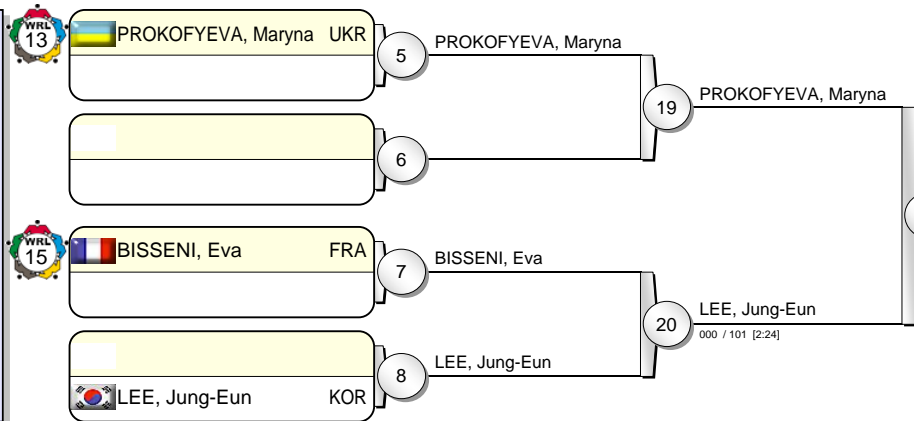 WRL
13
PROKOFYEVA, Maryna UKR
5
PROKOFYEVA, Maryna
19
PROKOFYEVA, Maryna
6
WRL
15
BISSENI, Eva FRA
7
BISSENI, Eva
20
LEE, Jung-Eun
000 / 101 [2:24]
8
LEE, Jung-Eun
LEE, Jung-Eun KOR